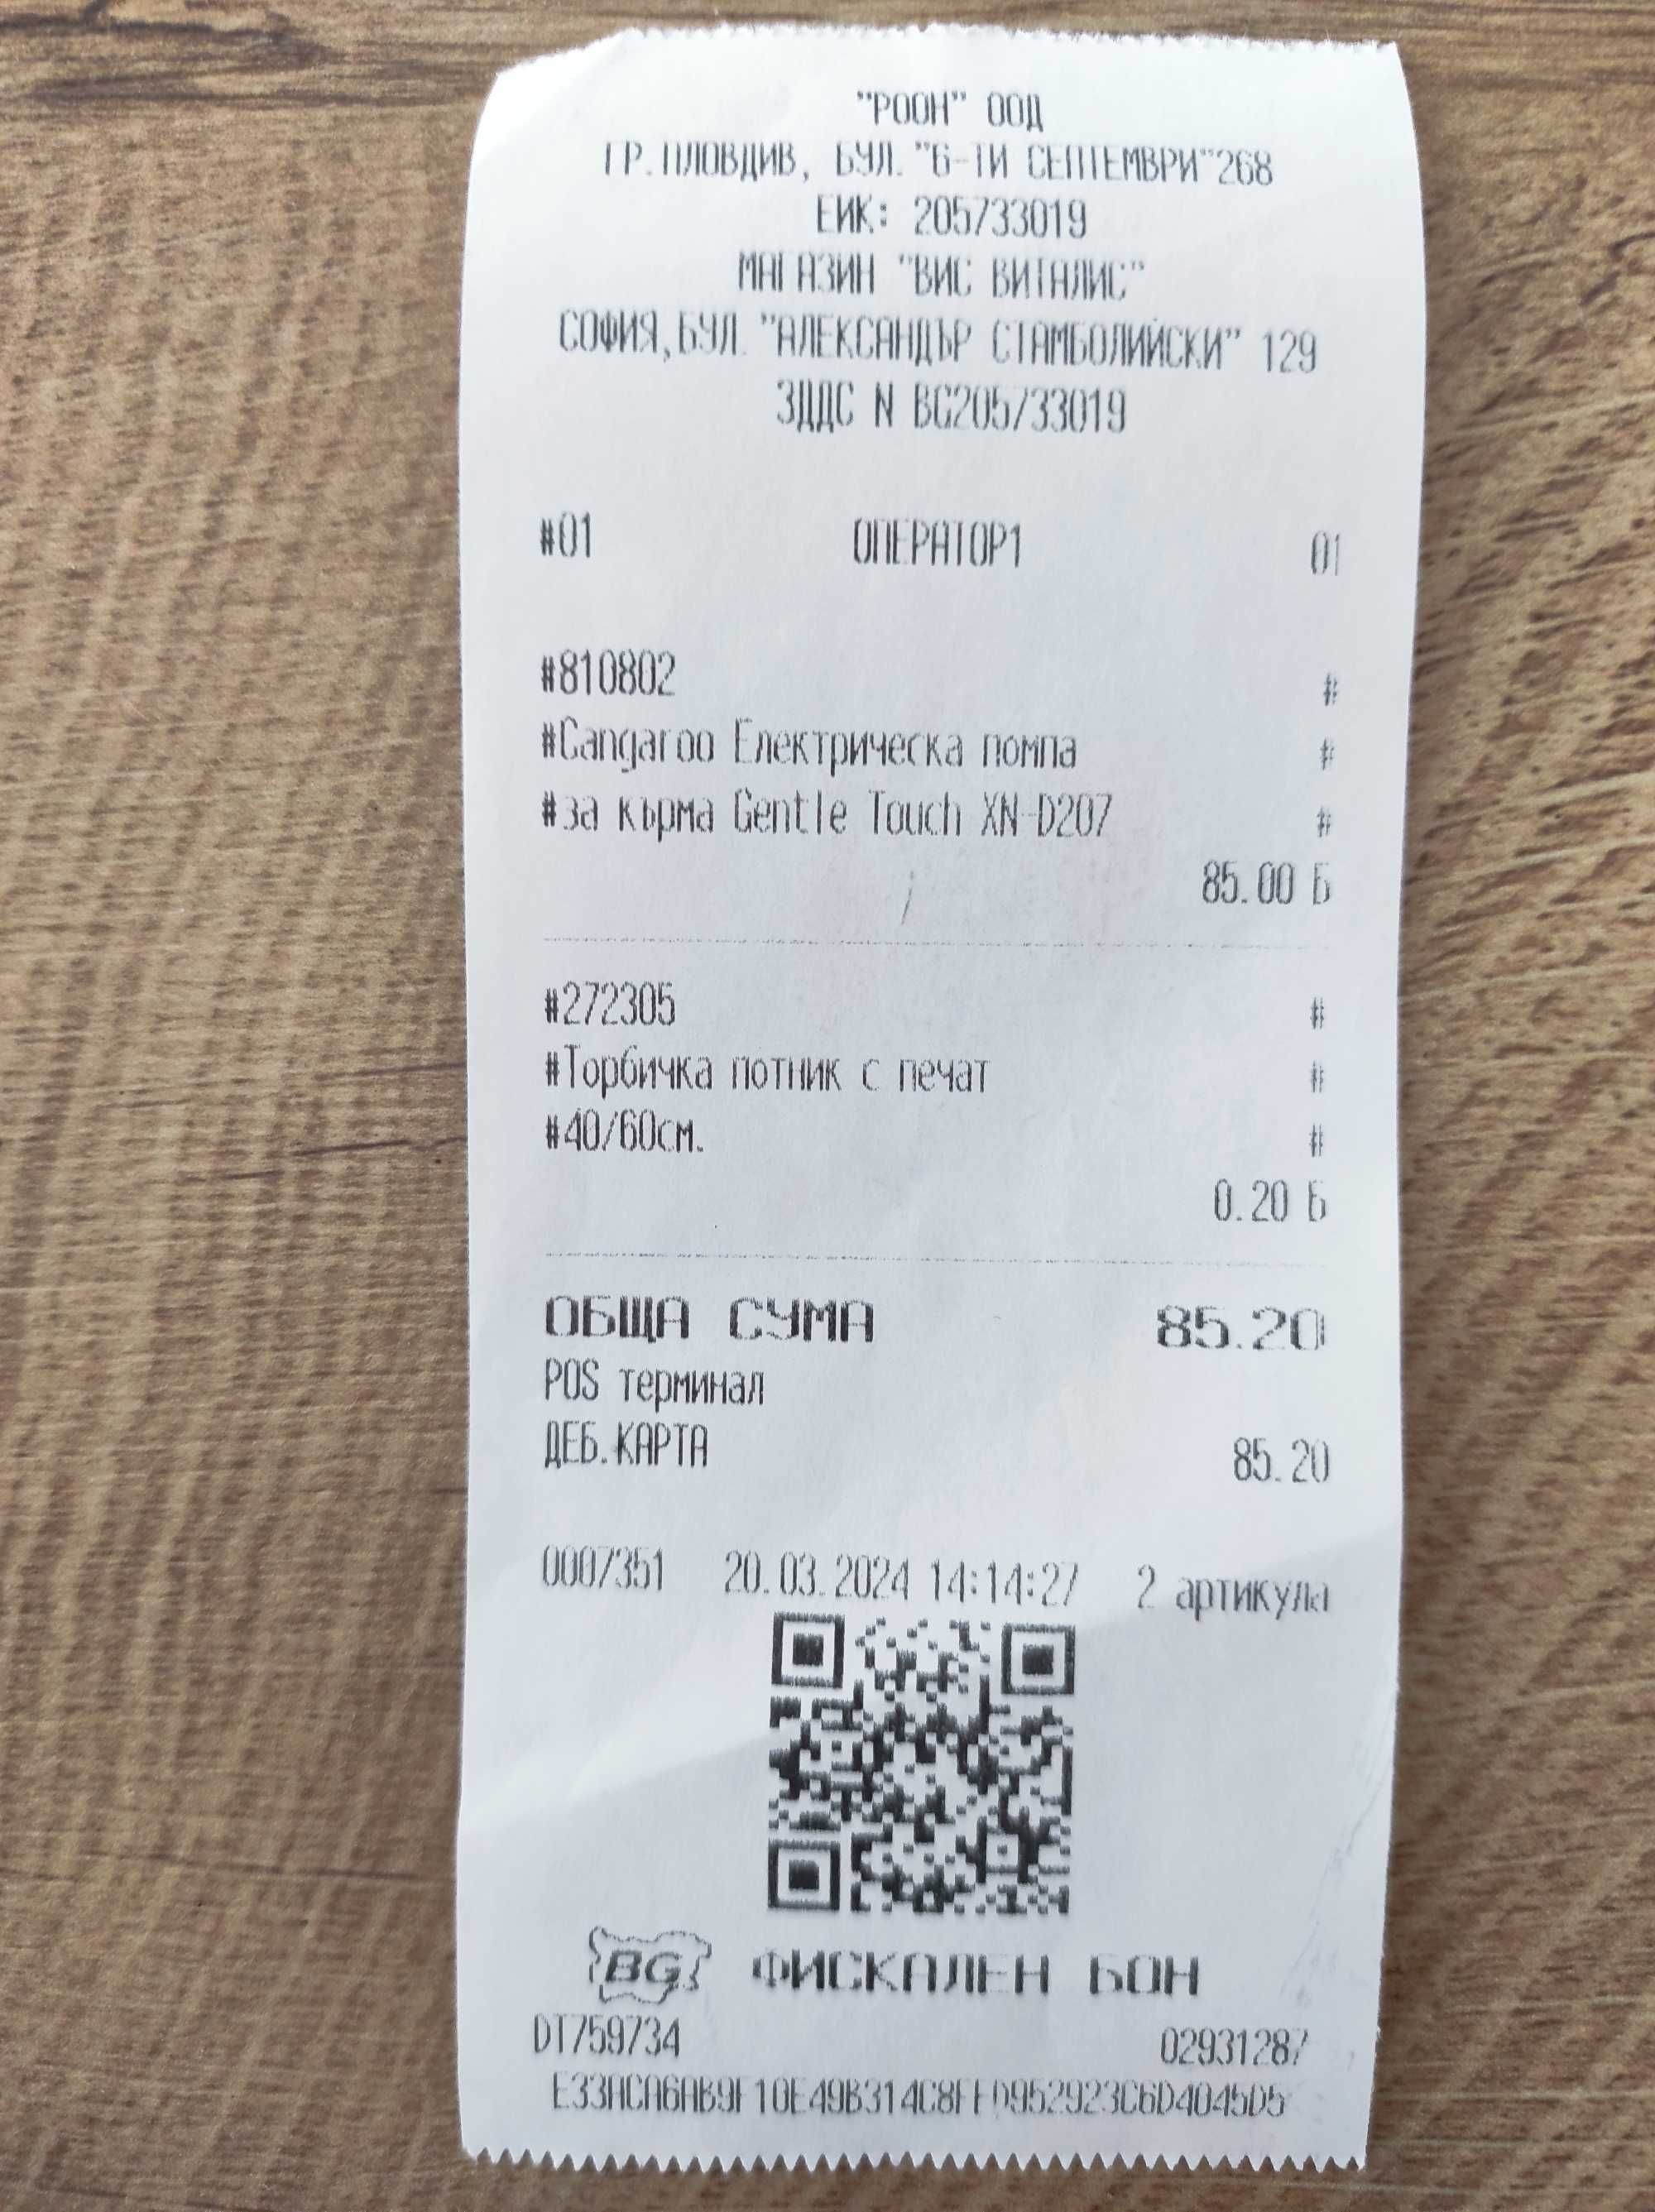 "РООН" ООД
ГР.ПЛОВДИВ, БУЛ."6-ТИ СЕПТЕМВРИ"268
ЕИК: 205733019
МАГАЗИН "ВИС ВИТАЛИС"
СОФИЯ,БУЛ."АЛЕКСАНДЪР СТАМБОЛИЙСКИ" 129
ЗДДС N BG205733019
#01 ОПЕРАТОР1 01
#810802 #
#Cangaroo Електрическа помпа #
#за кърма Gentle Touch XN-D207 #
85.00 Б
#272305 #
#Торбичка потник с печат #
#40/60см. #
0.20 Б
ОБЩА СУМА 85.20
POS терминал
ДЕБ.КАРТА 85.20
0007351 20.03.2024 14:14:27 2 артикула
BG ФИСКАЛЕН БОН
DT759734 02931287